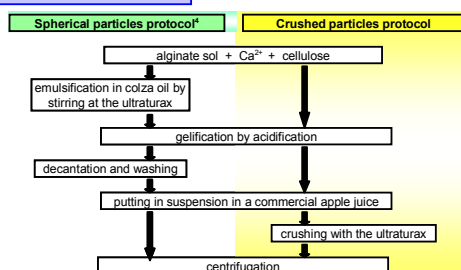 Spherical particles protocol⁴
Crushed particles protocol
alginate sol + Ca²⁺ + cellulose
emulsification in colza oil by
stirring at the ultraturax
gelification by acidification
decantation and washing
putting in suspension in a commercial apple juice
crushing with the ultraturax
centrifugation